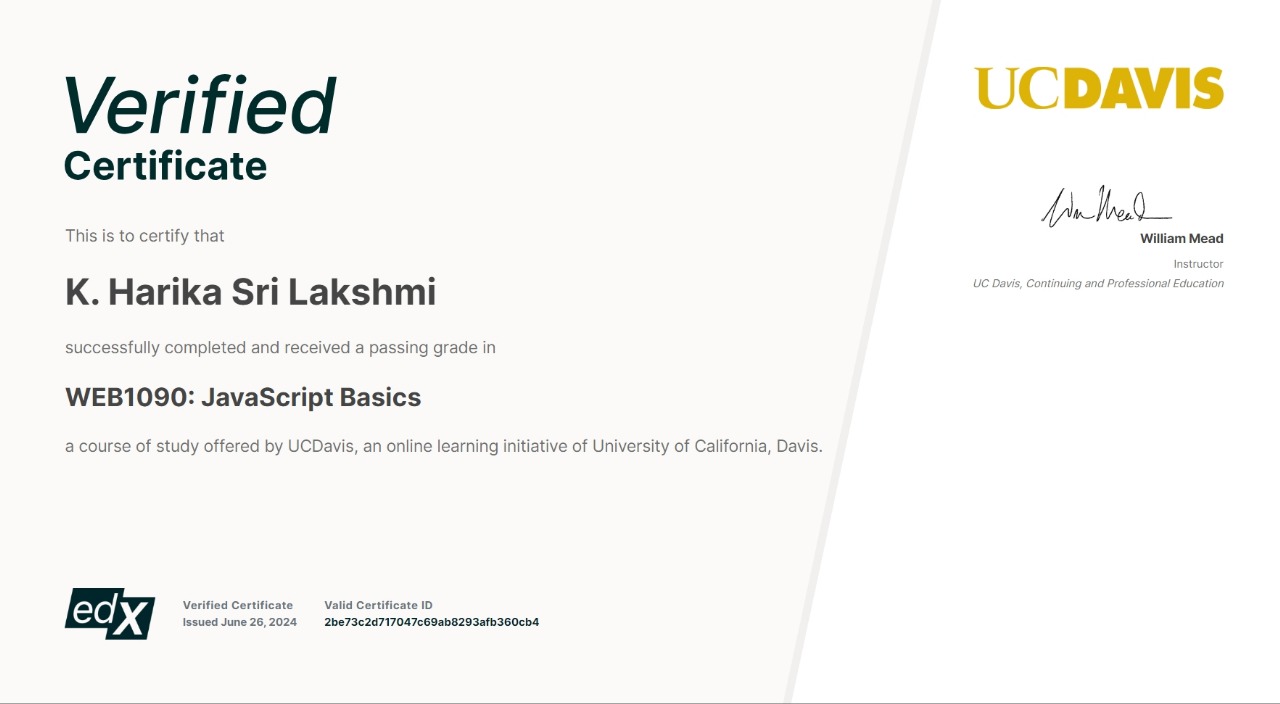 Verified
Certificate
This is to certify that
K. Harika Sri Lakshmi
successfully completed and received a passing grade in
WEB1090: JavaScript Basics
a course of study offered by UCDavis, an online learning initiative of University of California, Davis.
edX
Verified Certificate
Issued June 26, 2024
Valid Certificate ID
2be73c2d717047c69ab8293afb360cb4
UCDAVIS
William Mead
Instructor
UC Davis, Continuing and Professional Education